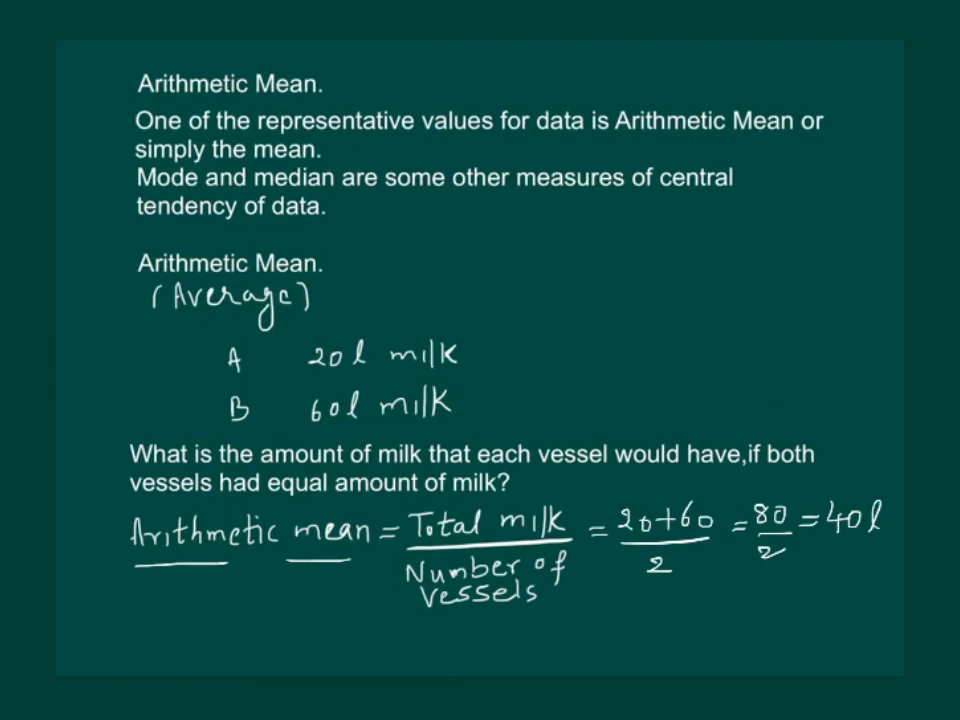 Arithmetic Mean.
One of the representative values for data is Arithmetic Mean or
simply the mean.
Mode and median are some other measures of central
tendency of data.
Arithmetic Mean.
(Average)
A 20 l milk
B 60 l milk
What is the amount of milk that each vessel would have,if both
vessels had equal amount of milk?
Arithmetic mean = Total milk / Number of vessels = 20+60 / 2 = 80 / 2 = 40 l